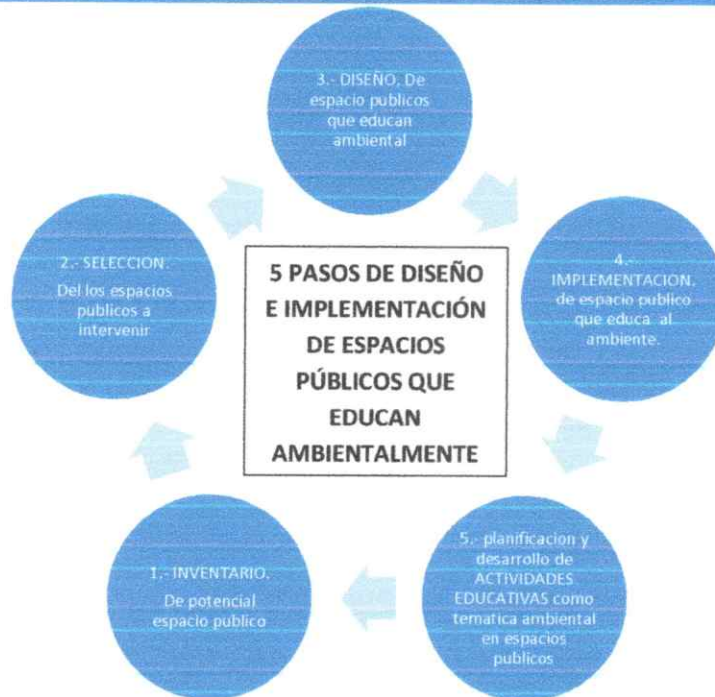 3.- DISEÑO. De
espacio publicos
que educan
ambiental
2.- SELECCION.
Del los espacios
publicos a
intervenir
5 PASOS DE DISEÑO
E IMPLEMENTACIÓN
DE ESPACIOS
PÚBLICOS QUE
EDUCAN
AMBIENTALMENTE
4.-
IMPLEMENTACION.
de espacio publico
que educa al
ambiente.
1.- INVENTARIO.
De potencial
espacio publico
5.- planificacion y
desarrollo de
ACTIVIDADES
EDUCATIVAS como
tematica ambiental
en espacios
publicos